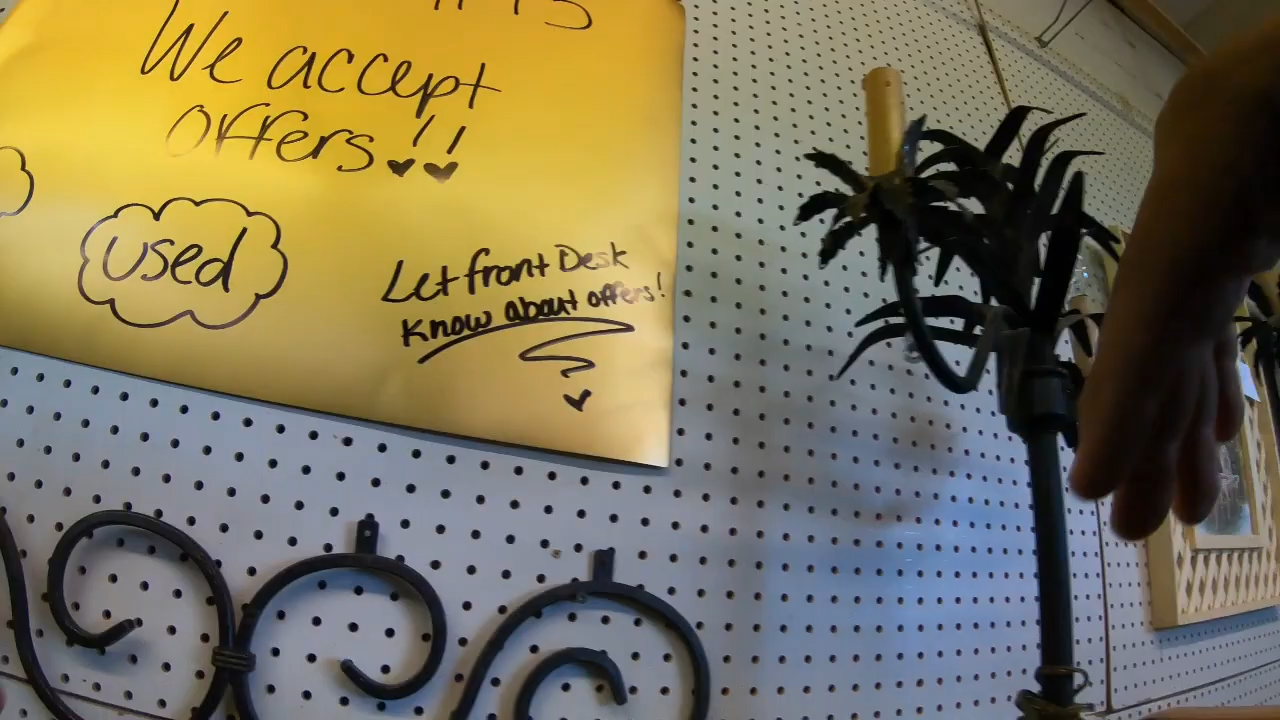 We accept
offers!!
used
Let front Desk
Know about offers!